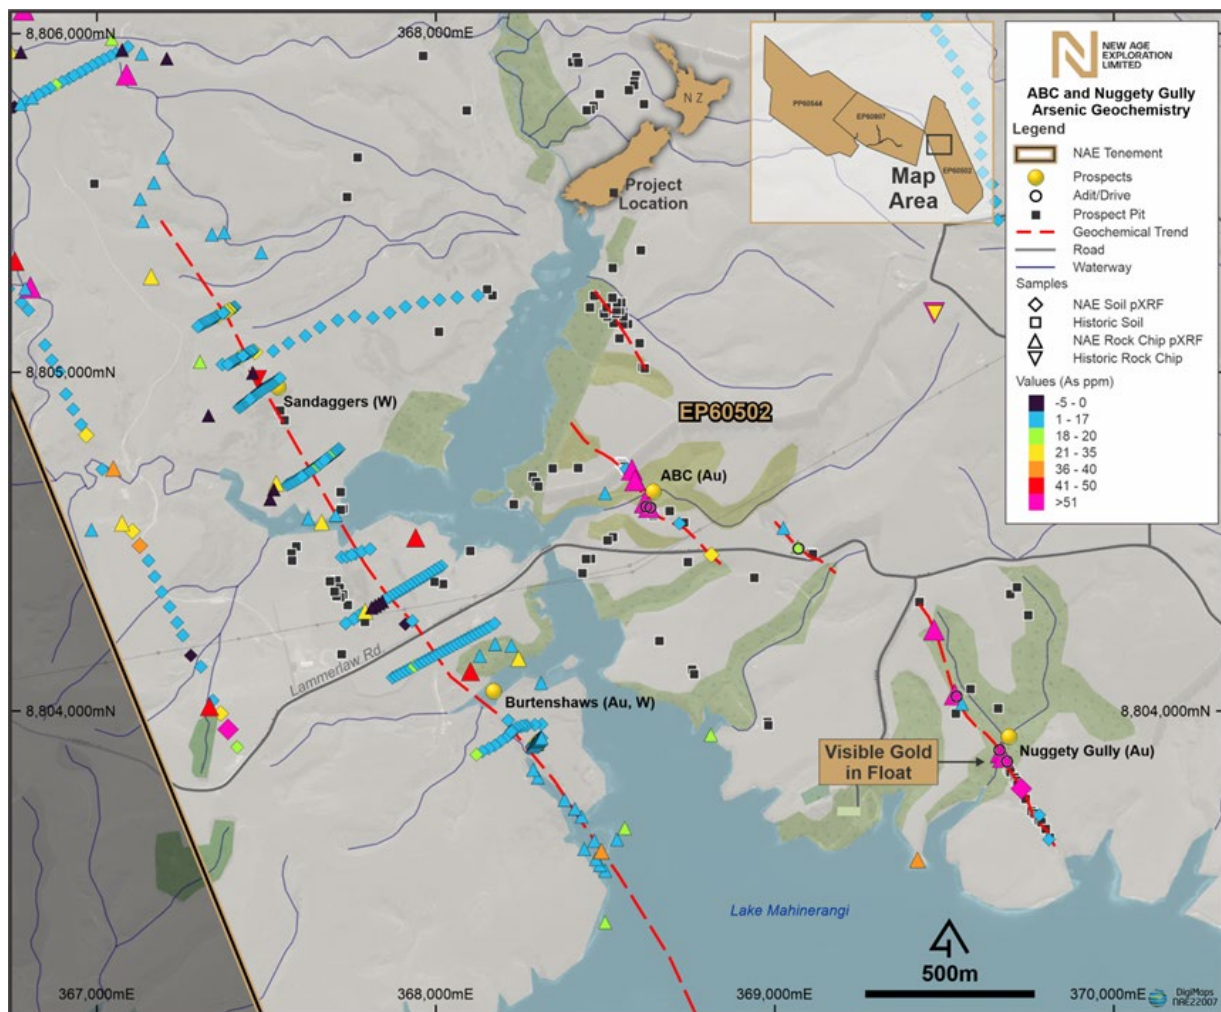 8,806,000mN
368,000mE
N Z
Project
Location
PP60544
EP60807
EP60502
Map
Area
NEW AGE
EXPLORATION
LIMITED
ABC and Nuggety Gully
Arsenic Geochemistry
Legend
NAE Tenement
Prospects
Adit/Drive
Prospect Pit
Geochemical Trend
Road
Waterway
Samples
NAE Soil pXRF
Historic Soil
NAE Rock Chip pXRF
Historic Rock Chip
Values (As ppm)
-5 - 0
1 - 17
18 - 20
21 - 35
36 - 40
41 - 50
>51
8,805,000mN
Sandaggers (W)
EP60502
ABC (Au)
Lammerlaw Rd.
Burtenshaws (Au, W)
8,804,000mN
8,804,000mN
Visible Gold
in Float
Nuggety Gully (Au)
Lake Mahinerangi
500m
367,000mE
368,000mE
369,000mE
370,000mE
DigiMaps
NAE22007